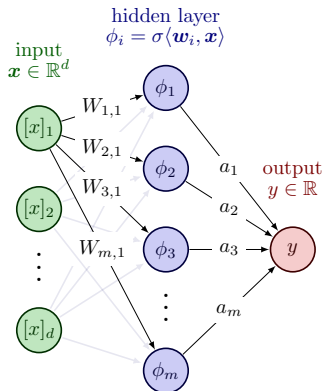 hidden layer
ϕ_i = σ⟨w_i, x⟩
input
x ∈ ℝ^d
ϕ_1
[x]_1
W_{1,1}
W_{2,1}
W_{3,1}
W_{m,1}
[x]_2
⋮
[x]_d
ϕ_2
ϕ_3
⋮
ϕ_m
a_1
a_2
a_3
a_m
output
y ∈ ℝ
y